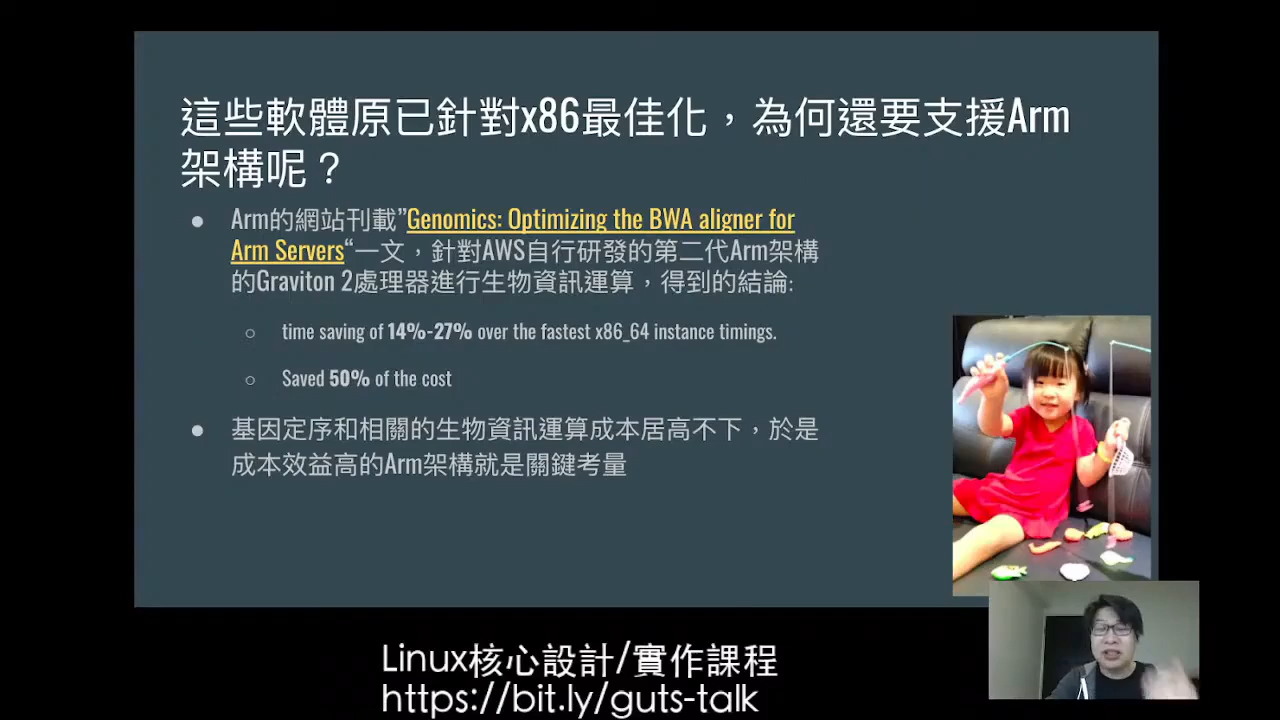 這些軟體原已針對x86最佳化，為何還要支援Arm
架構呢？
● Arm的網站刊載”Genomics: Optimizing the BWA aligner for
Arm Servers“一文，針對AWS自行研發的第二代Arm架構
的Graviton 2處理器進行生物資訊運算，得到的結論:
○ time saving of 14%-27% over the fastest x86_64 instance timings.
○ Saved 50% of the cost
● 基因定序和相關的生物資訊運算成本居高不下，於是
成本效益高的Arm架構就是關鍵考量
Linux核心設計/實作課程
https://bit.ly/guts-talk